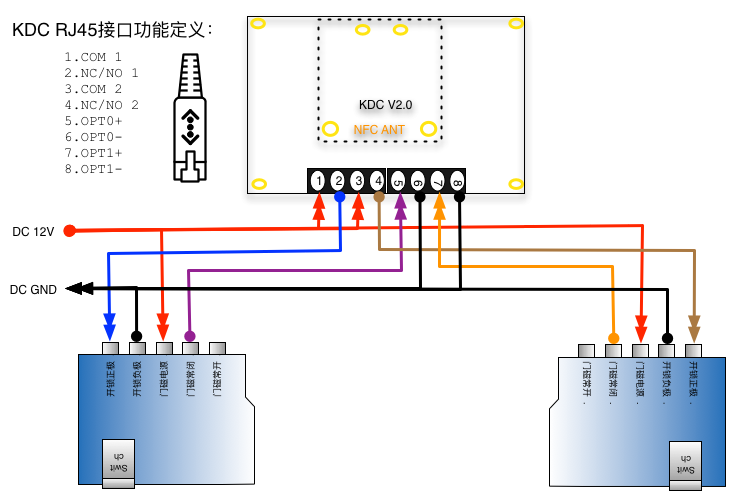 KDC RJ45接口功能定义：
1.COM 1
2.NC/NO 1
3.COM 2
4.NC/NO 2
5.OPT0+
6.OPT0-
7.OPT1+
8.OPT1-
KDC V2.0
NFC ANT
1 2 3 4 5 6 7 8
DC 12V
DC GND
开锁正极
开锁负极
门磁电源
门磁常闭
门磁常开
Swit
ch
门磁常开 .
门磁常闭 .
门磁电源 .
开锁负极 .
开锁正极 .
Swit
ch